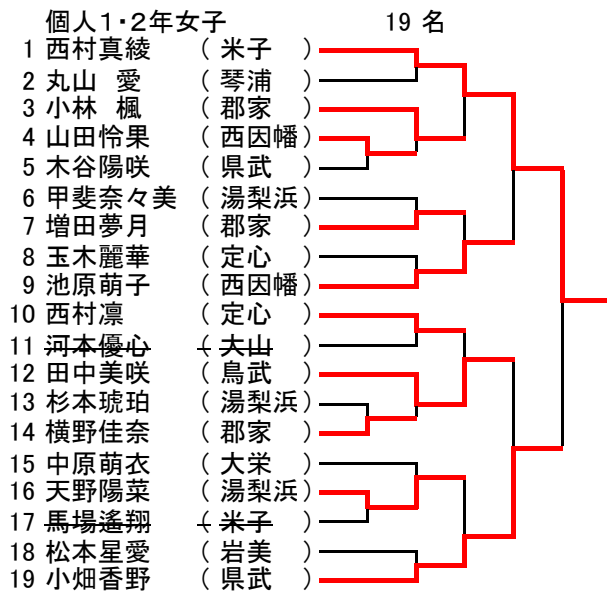 個人１・２年女子 19 名
1 西村真綾 （ 米子 ）
2 丸山 愛 （ 琴浦 ）
3 小林 楓 （ 郡家 ）
4 山田怜果 （ 西因幡 ）
5 木谷陽咲 （ 県武 ）
6 甲斐奈々美 （ 湯梨浜 ）
7 増田夢月 （ 郡家 ）
8 玉木麗華 （ 定心 ）
9 池原萌子 （ 西因幡 ）
10 西村凛 （ 定心 ）
11 河本優心 （ 大山 ）
12 田中美咲 （ 鳥武 ）
13 杉本琥珀 （ 湯梨浜 ）
14 横野佳奈 （ 郡家 ）
15 中原萌衣 （ 大栄 ）
16 天野陽菜 （ 湯梨浜 ）
17 馬場遙翔 （ 米子 ）
18 松本星愛 （ 岩美 ）
19 小畑香野 （ 県武 ）